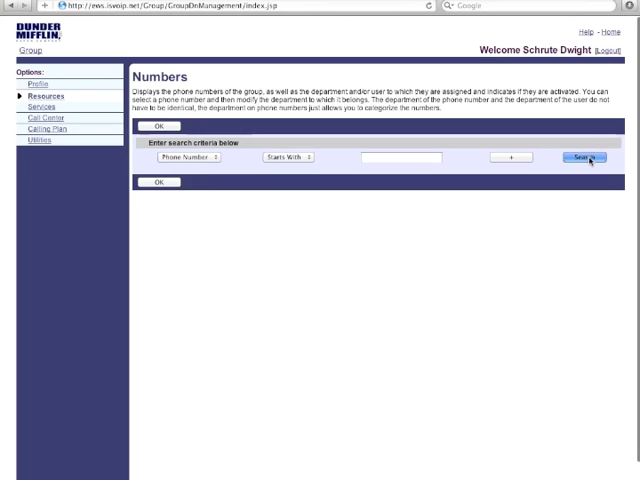 http://ews.isvoip.net/Group/GroupDnManagement/index.jsp
Google
DUNDER
MIFFLIN,
Help - Home
Group
Welcome Schrute Dwight [Logout]
Options:
Profile
Resources
Services
Call Center
Calling Plan
Utilities
Numbers
Displays the phone numbers of the group, as well as the department and/or user to which they are assigned and indicates if they are activated. You can
select a phone number and then modify the department to which it belongs. The department of the phone number and the department of the user do not
have to be identical, the department on phone numbers just allows you to categorize the numbers.
OK
Enter search criteria below
Phone Number
Starts With
+
Search
OK